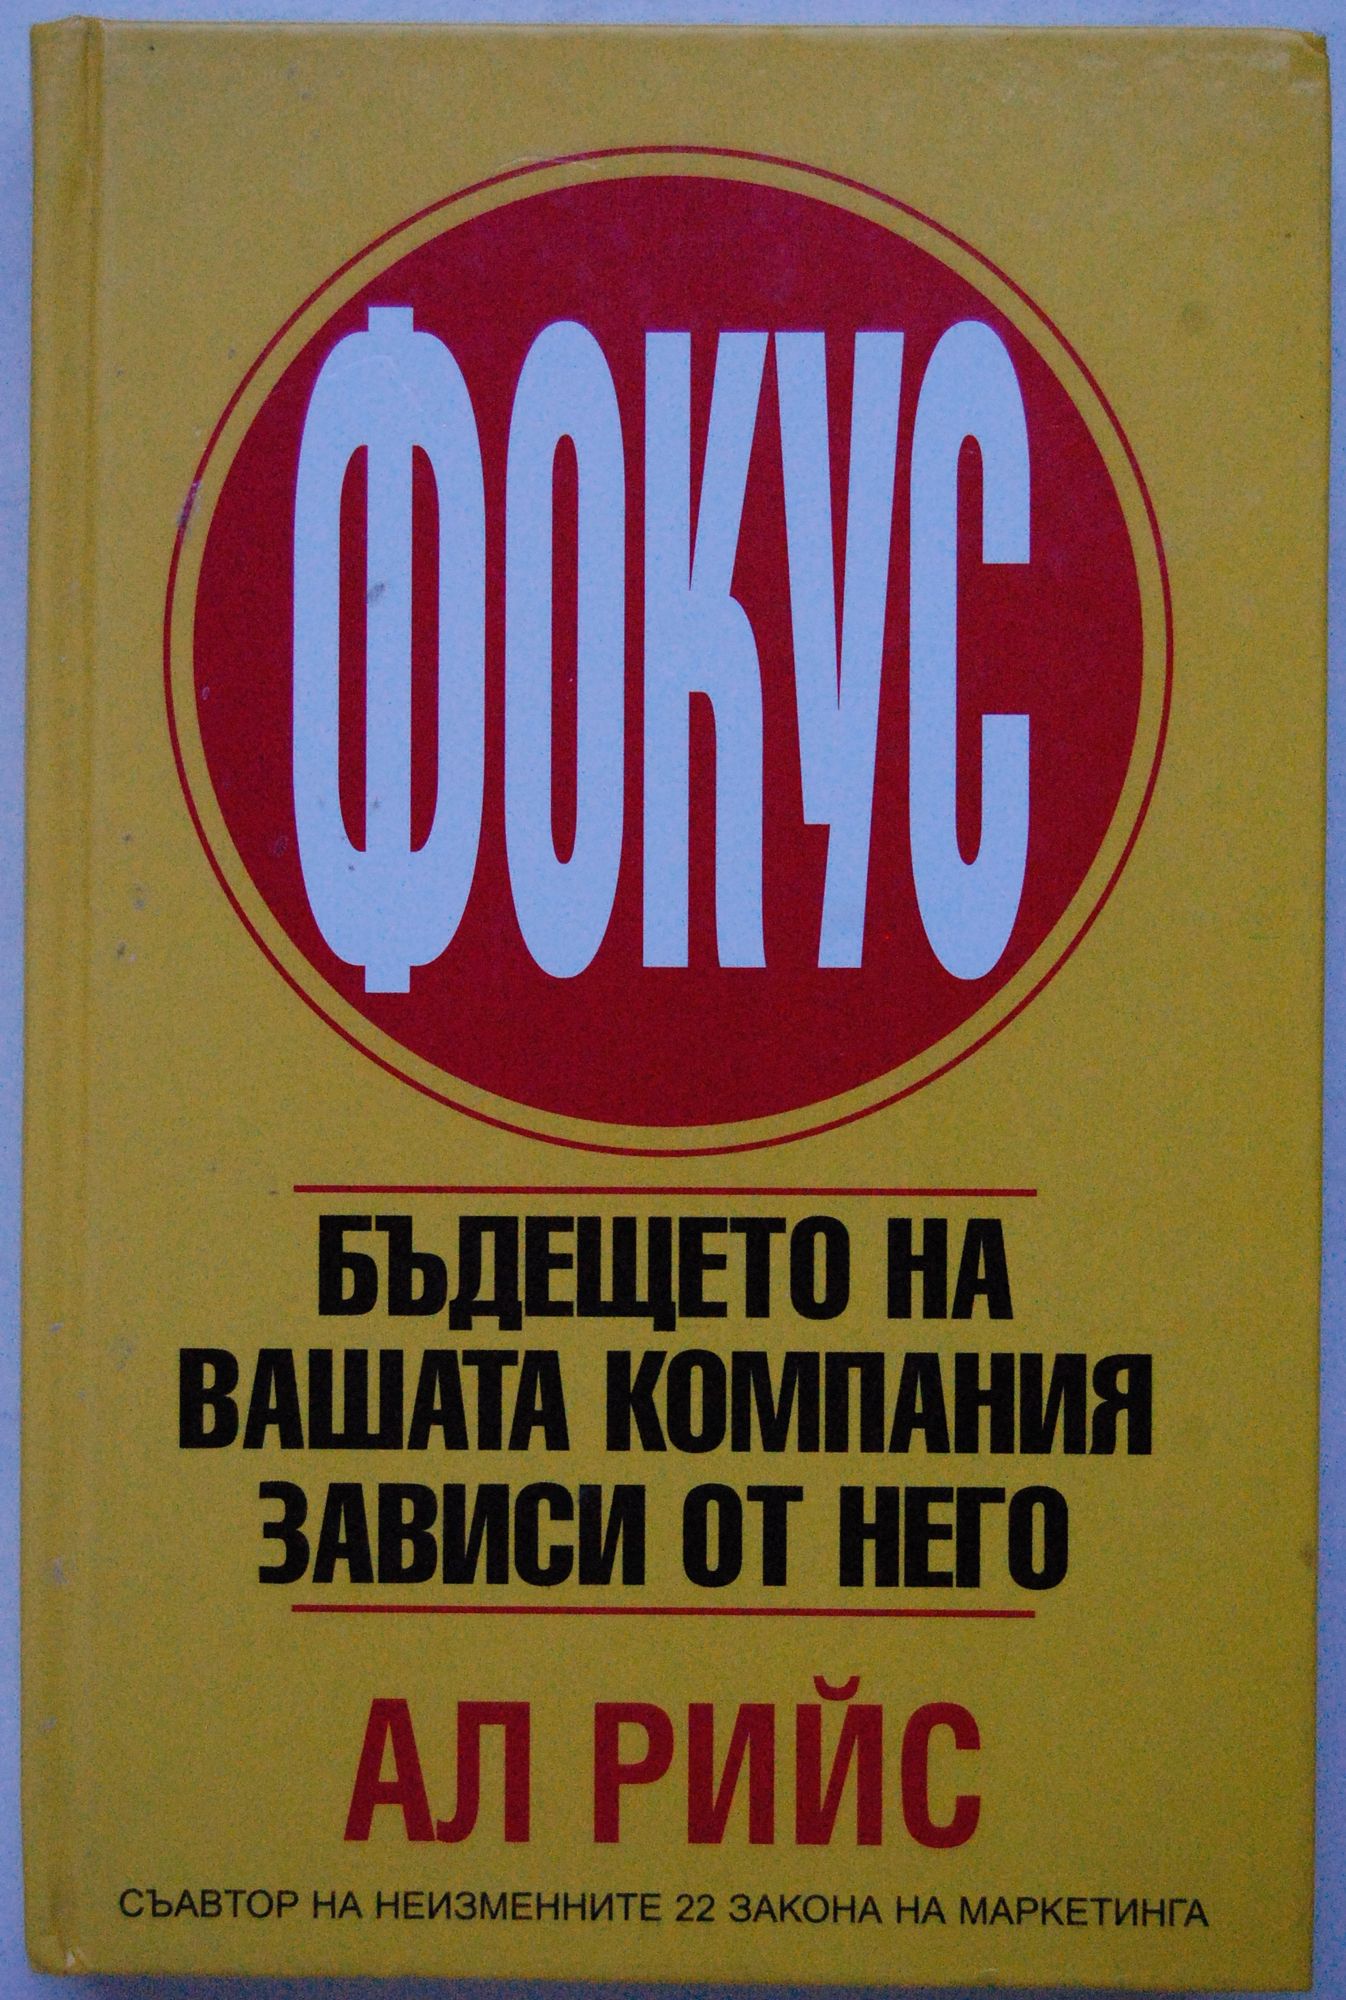 ФОКУС
БЪДЕЩЕТО НА
ВАШАТА КОМПАНИЯ
ЗАВИСИ ОТ НЕГО
АЛ РИЙС
СЪАВТОР НА НЕИЗМЕННИТЕ 22 ЗАКОНА НА МАРКЕТИНГА